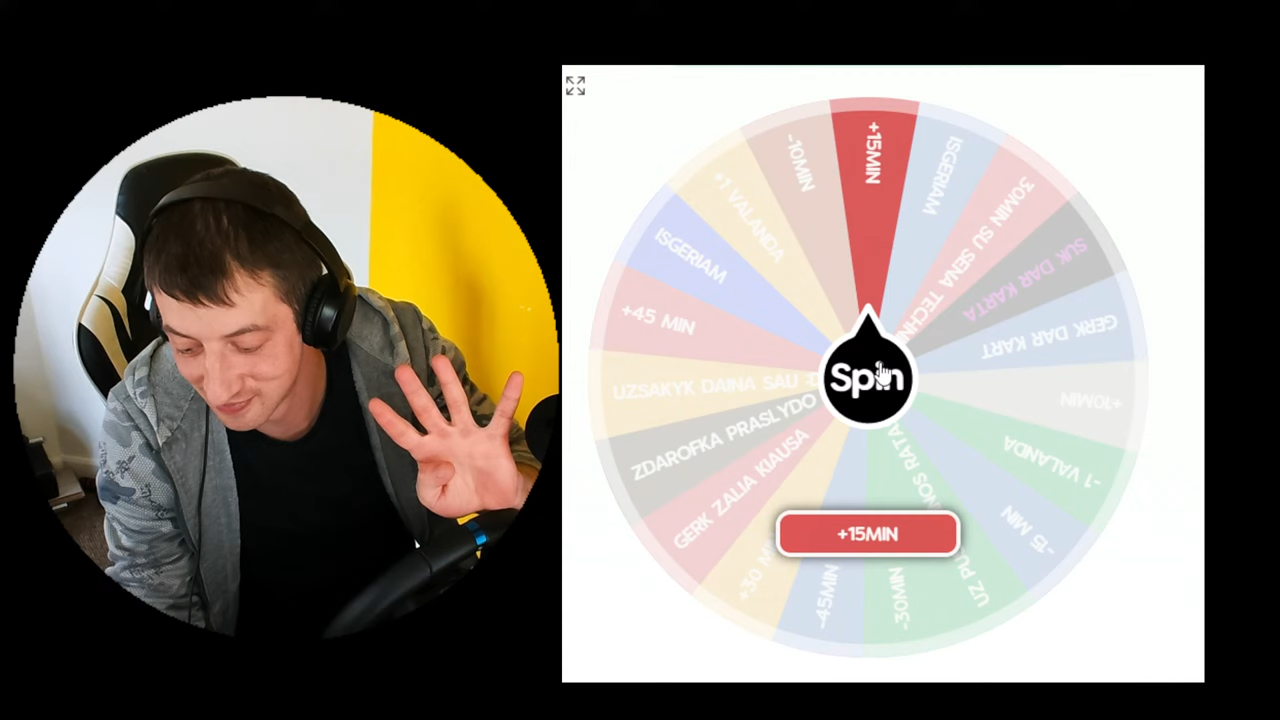 +15MIN
ISGERIAM
30MIN SU SENA TECHN
SUK DAR KARTA
GERK DAR KART
+10MIN
-1 VALANDA
-15 MIN
UZ PU
NOS RATA
-30MIN
-45MIN
+30 M
GERK ZALIA KIAUSA
ZDAROFKA PRASLYDO
UZSAKYK DAINA SAU
+45 MIN
ISGERIAM
+1 VALANDA
-10MIN
Spin
+15MIN